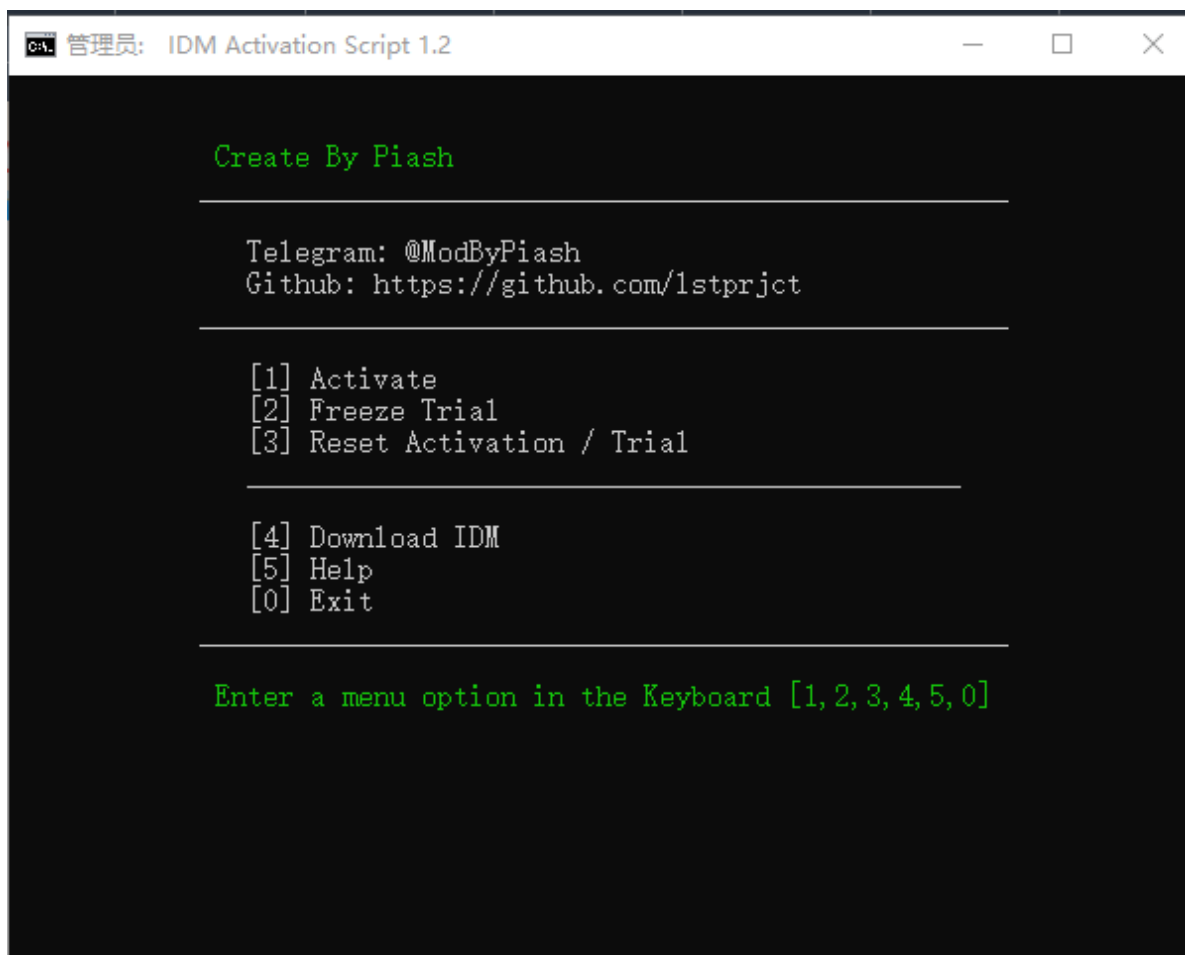 管理员: IDM Activation Script 1.2
Create By Piash
Telegram: @ModByPiash
Github: https://github.com/lstprjct
[1] Activate
[2] Freeze Trial
[3] Reset Activation / Trial
[4] Download IDM
[5] Help
[0] Exit
Enter a menu option in the Keyboard [1,2,3,4,5,0]